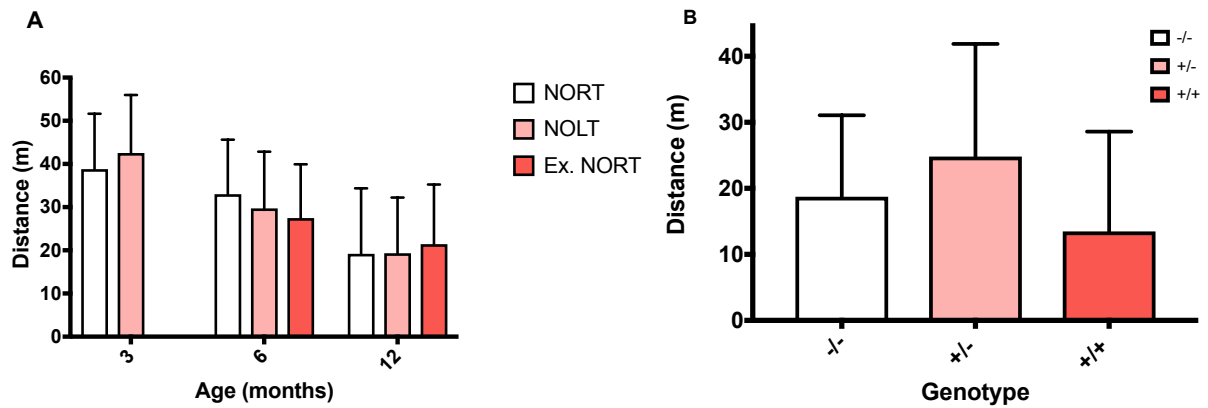 A
Distance (m)
60
50
40
30
20
10
0
3
6
12
Age (months)
NORT
NOLT
Ex. NORT
B
Distance (m)
40
30
20
10
0
-/-
+/-
+/+
Genotype
-/-
+/-
+/+